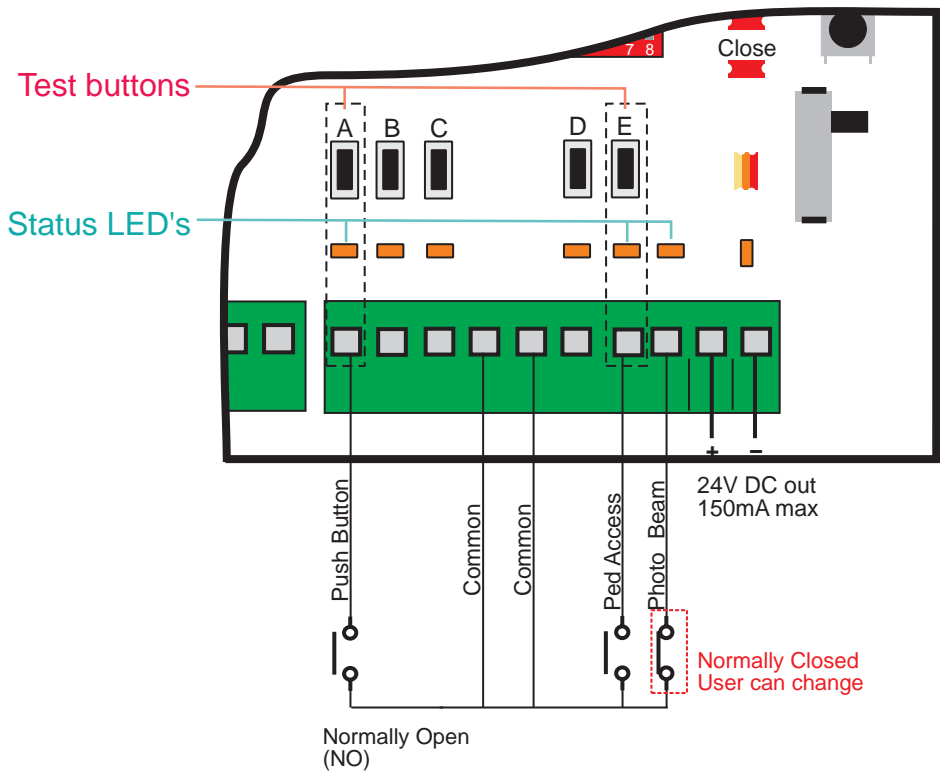 7 8
Close
Test buttons
A B C D E
Status LED's
+ −
24V DC out
150mA max
Push Button
Common
Common
Ped Access
Photo Beam
Normally Closed
User can change
Normally Open
(NO)